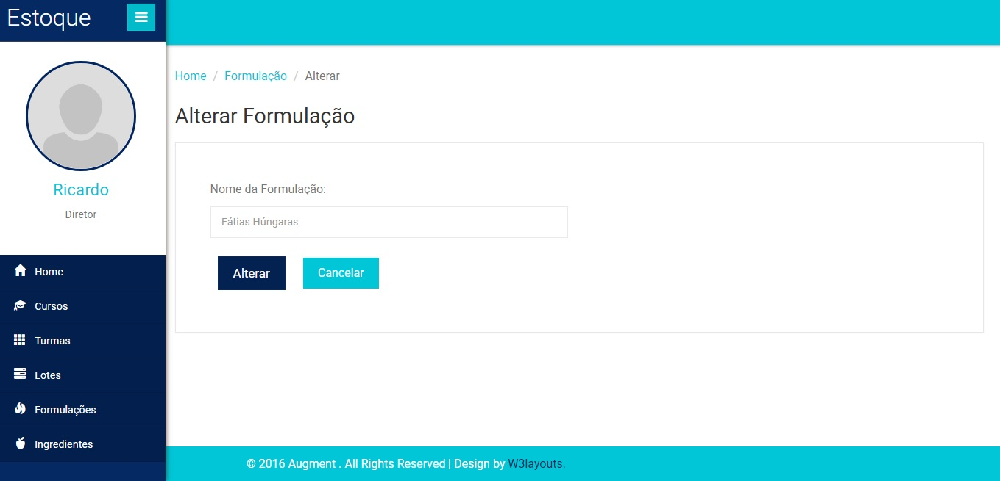 Estoque
Ricardo
Diretor
Home
Cursos
Turmas
Lotes
Formulações
Ingredientes
Home / Formulação / Alterar
Alterar Formulação
Nome da Formulação:
Fátias Húngaras
Alterar Cancelar
© 2016 Augment . All Rights Reserved | Design by W3layouts.